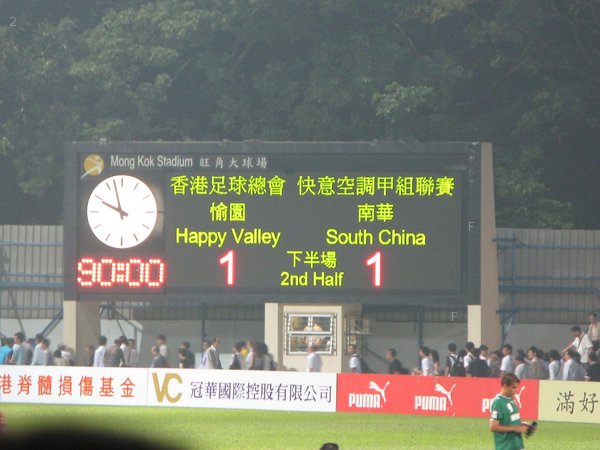 Mong Kok Stadium 旺角大球場
香港足球總會 快意空調甲組聯賽
愉園 南華
Happy Valley South China
1 下半場 1
2nd Half
90:00
港脊髓損傷基金 VC 冠華國際控股有限公司 PUMA PUMA PUMA 滿好